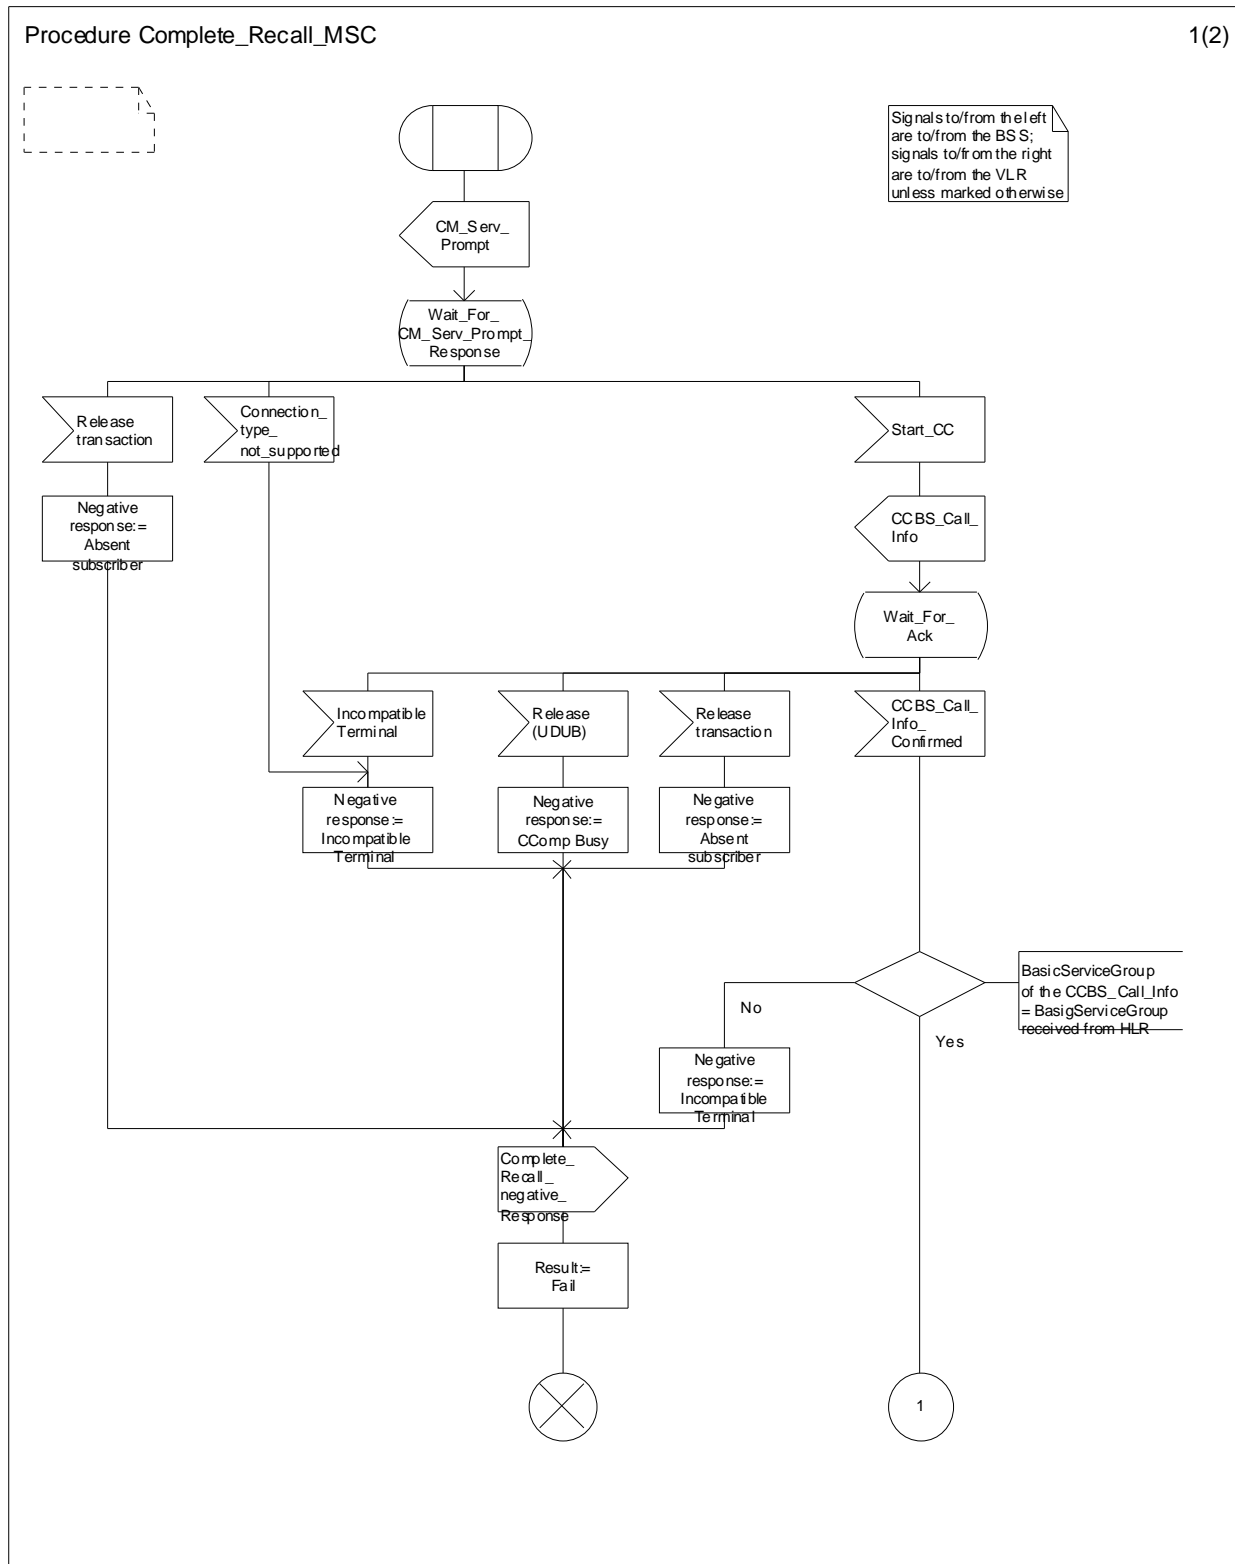 Procedure Complete_Recall_MSC
1(2)
Signals to/from the left
are to/from the BSS;
signals to/from the right
are to/from the VLR
unless marked otherwise
CM_Serv_
Prompt
Wait_For_
CM_Serv_Prompt_
Response
Release
transaction
Connection_
type_
not_supported
Start_CC
Negative
response:=
Absent
subscriber
CCBS_Call_
Info
Wait_For_
Ack
Incompatible
Terminal
Release
(UDUB)
Release
transaction
CCBS_Call_
Info_
Confirmed
Negative
response:=
Incompatible
Terminal
Negative
response:=
CComp Busy
Negative
response:=
Absent
subscriber
BasicServiceGroup
of the CCBS_Call_Info
= BasigServiceGroup
received from HLR
No
Yes
Negative
response:=
Incompatible
Terminal
Complete_
Recall_
negative_
Response
Result:=
Fail
1